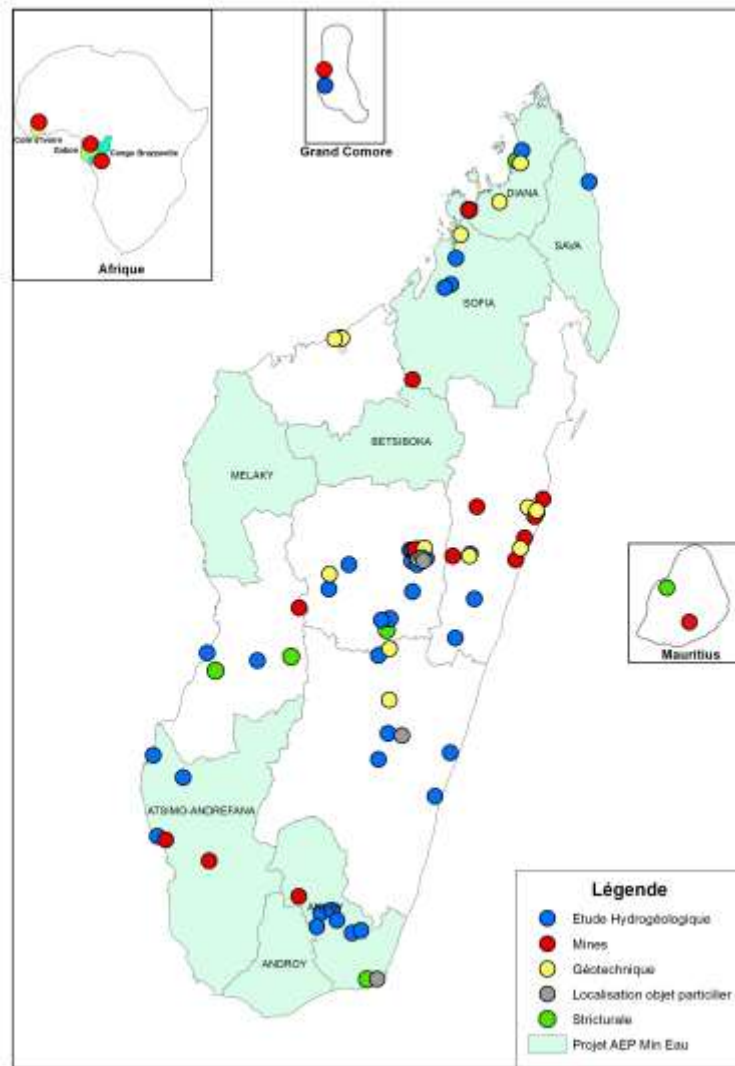 Cote d'Ivoire
Gabon
Congo Brazzaville
Afrique
Grand Comore
DIANA
SAVA
SOFIA
BETSIBOKA
MELAKY
Mauritius
ATSIMO-ANDREFANA
ANDROY
Légende
Etude Hydrogéologique
Mines
Géotechnique
Localisation objet particilier
Stricturale
Projet AEP Min Eau